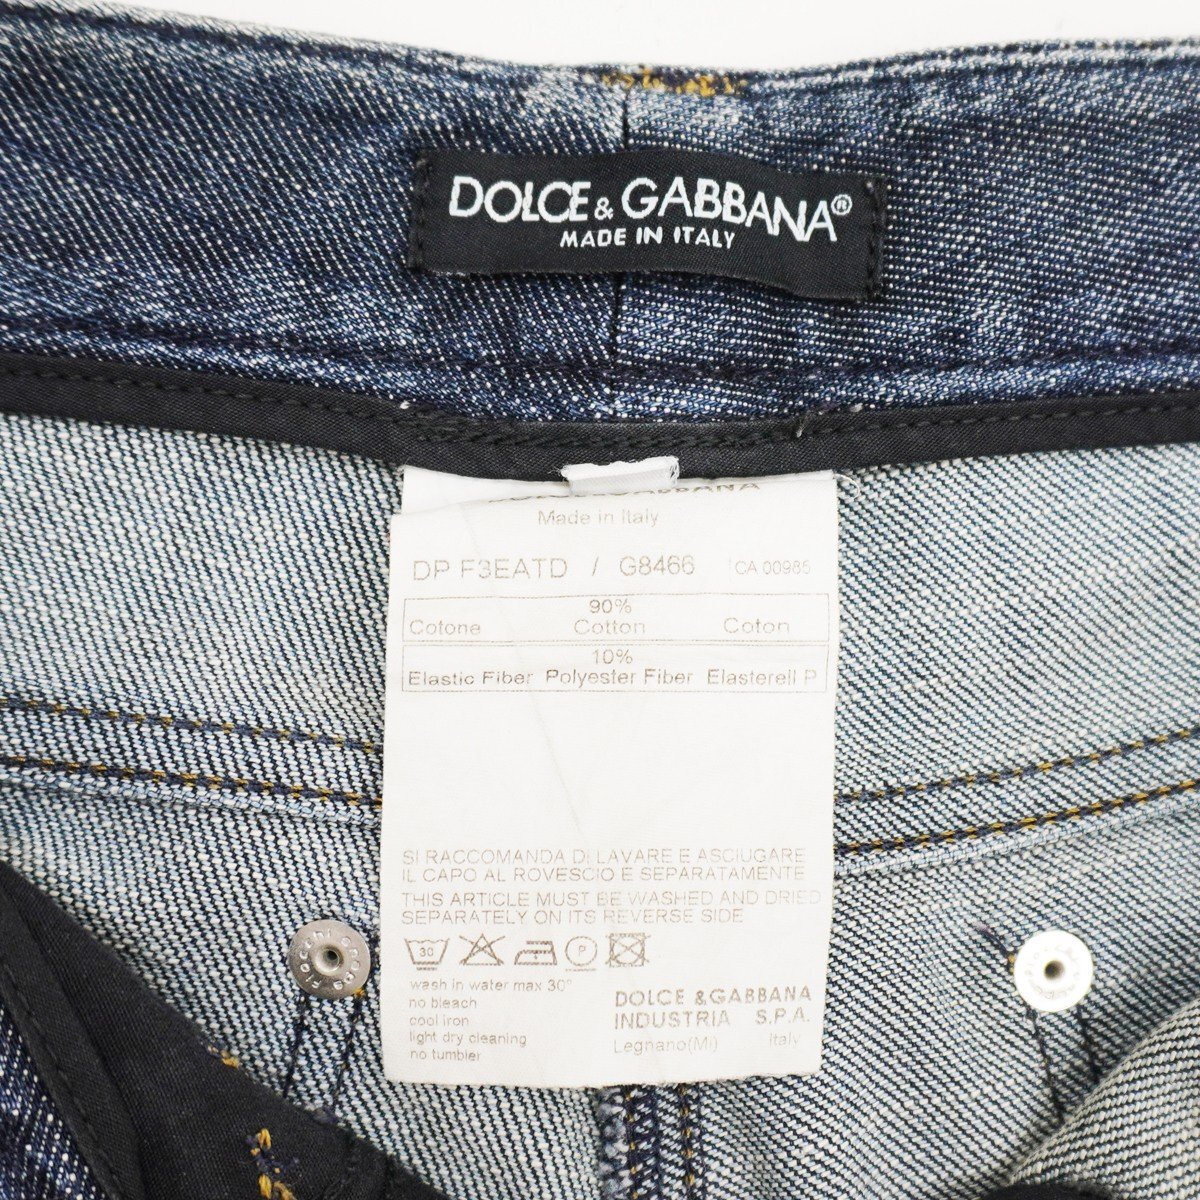 DOLCE & GABBANA®
MADE IN ITALY
Made in Italy
DP F3EATD / G8466 CA 00985
90%
Cotone Cotton Coton
10%
Elastic Fiber Polyester Fiber Elasterell P
SI RACCOMANDA DI LAVARE E ASCIUGARE
IL CAPO AL ROVESCIO E SEPARATAMENTE
THIS ARTICLE MUST BE WASHED AND DRIED
SEPARATELY ON ITS REVERSE SIDE
30 P
wash in water max 30°
no bleach
cool iron
light dry cleaning
no tumbler
DOLCE & GABBANA
INDUSTRIA S.P.A.
Legnano(Mi) Italy